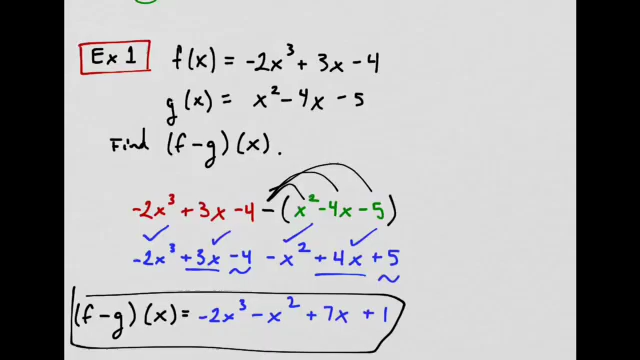 Ex 1 f(x) = -2x³ + 3x - 4
g(x) = x² - 4x - 5
Find (f-g)(x).
-2x³ + 3x - 4 - (x² - 4x - 5)
-2x³ + 3x - 4 - x² + 4x + 5
(f-g)(x) = -2x³ - x² + 7x + 1